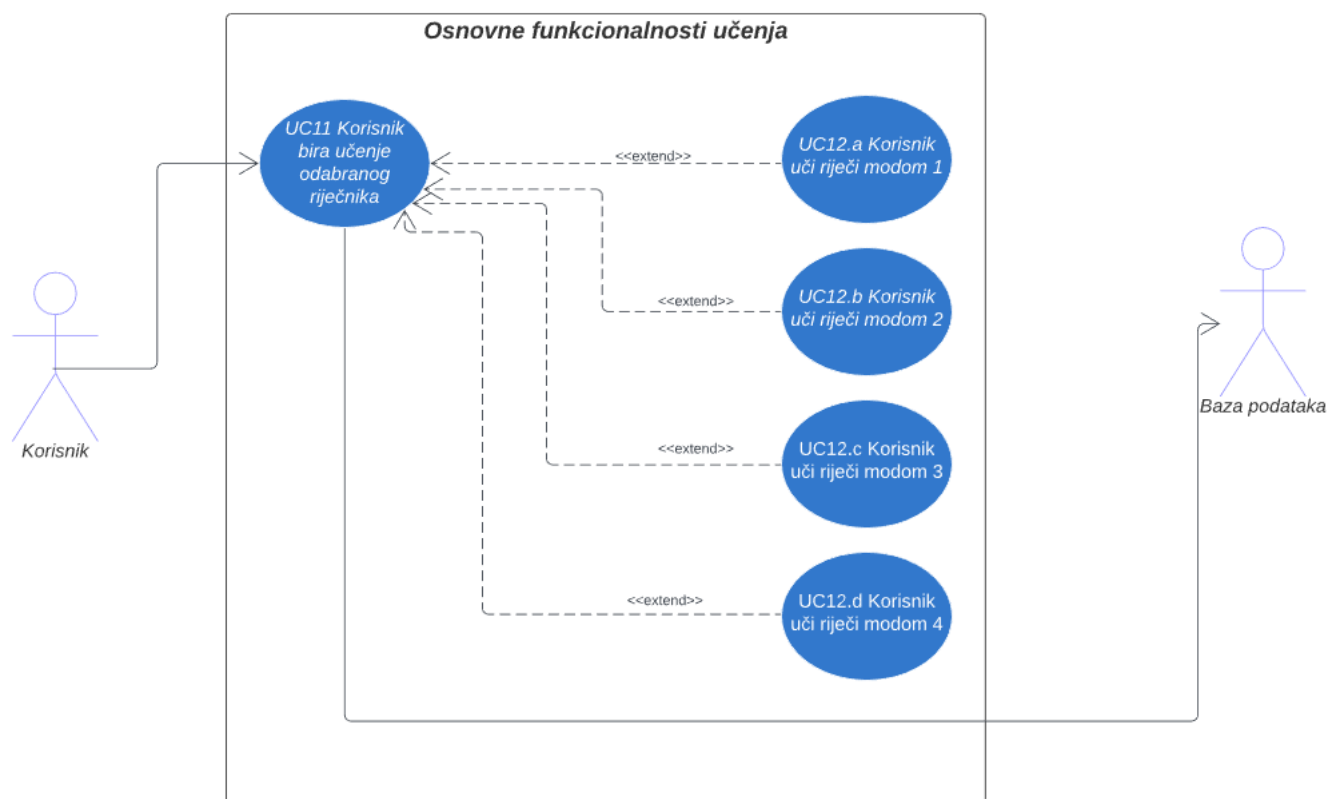 Osnovne funkcionalnosti učenja
UC11 Korisnik
bira učenje
odabranog
riječnika
<<extend>>
UC12.a Korisnik
uči riječi modom 1
<<extend>>
UC12.b Korisnik
uči riječi modom 2
Korisnik
Baza podataka
<<extend>>
UC12.c Korisnik
uči riječi modom 3
<<extend>>
UC12.d Korisnik
uči riječi modom 4